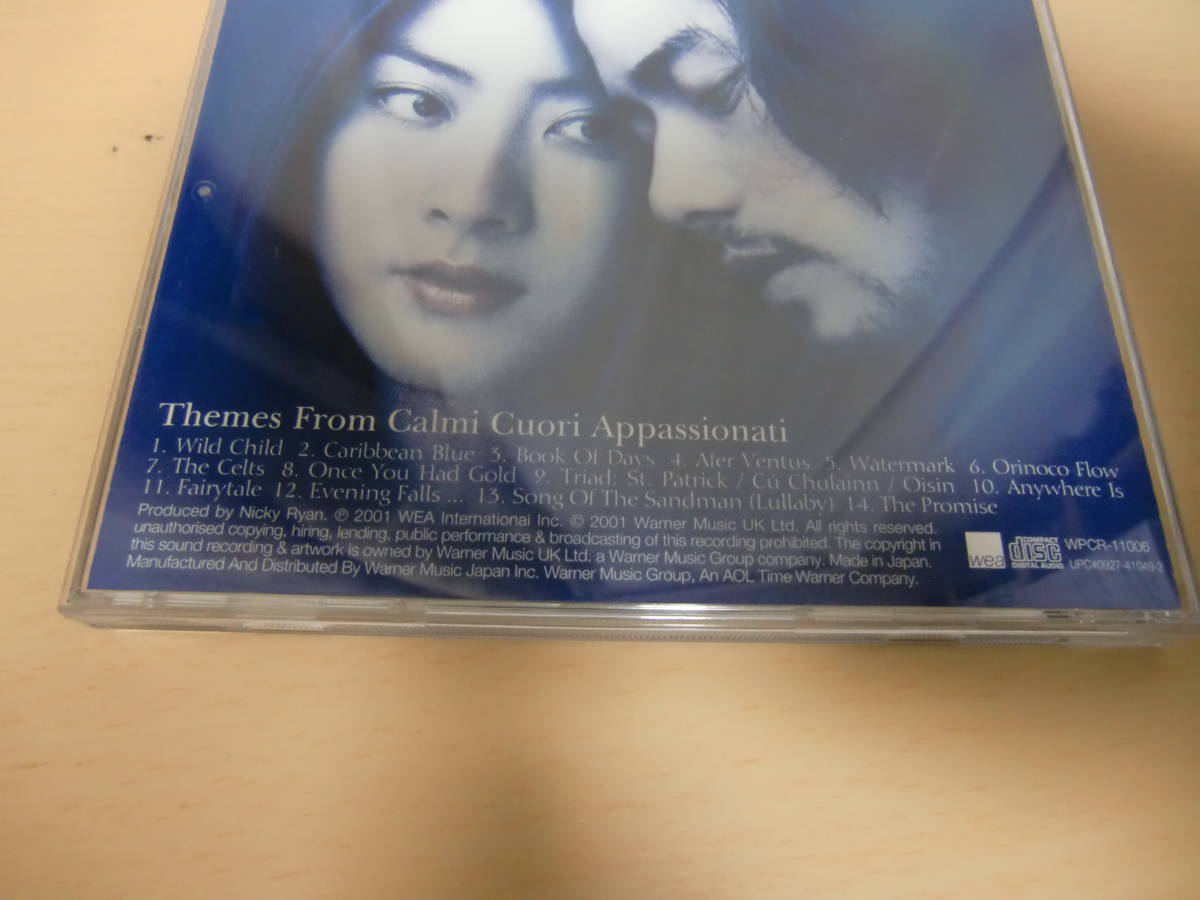 Themes From Calmi Cuori Appassionati
1. Wild Child 2. Caribbean Blue 3. Book Of Days 4. Afer Ventus 5. Watermark 6. Orinoco Flow
7. The Celts 8. Once You Had Gold 9. Triad: St. Patrick / Cú Chulainn / Oisin 10. Anywhere Is
11. Fairytale 12. Evening Falls ... 13. Song Of The Sandman (Lullaby) 14. The Promise
Produced by Nicky Ryan. ℗ 2001 WEA International Inc. © 2001 Warner Music UK Ltd. All rights reserved.
unauthorised copying, hiring, lending, public performance & broadcasting of this recording prohibited. The copyright in
this sound recording & artwork is owned by Warner Music UK Ltd. a Warner Music Group company. Made in Japan.
Manufactured And Distributed By Warner Music Japan Inc. Warner Music Group, An AOL Time Warner Company.
wea
COMPACT
disc
DIGITAL AUDIO
WPCR-11006
UPC#0927-41049-2